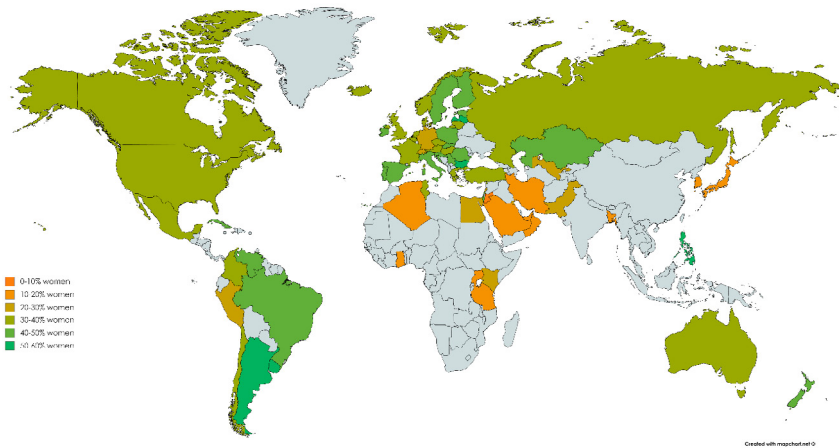 0-10% women
10-20% women
20-30% women
30-40% women
40-50% women
50-60% women
Created with mapchart.net ©